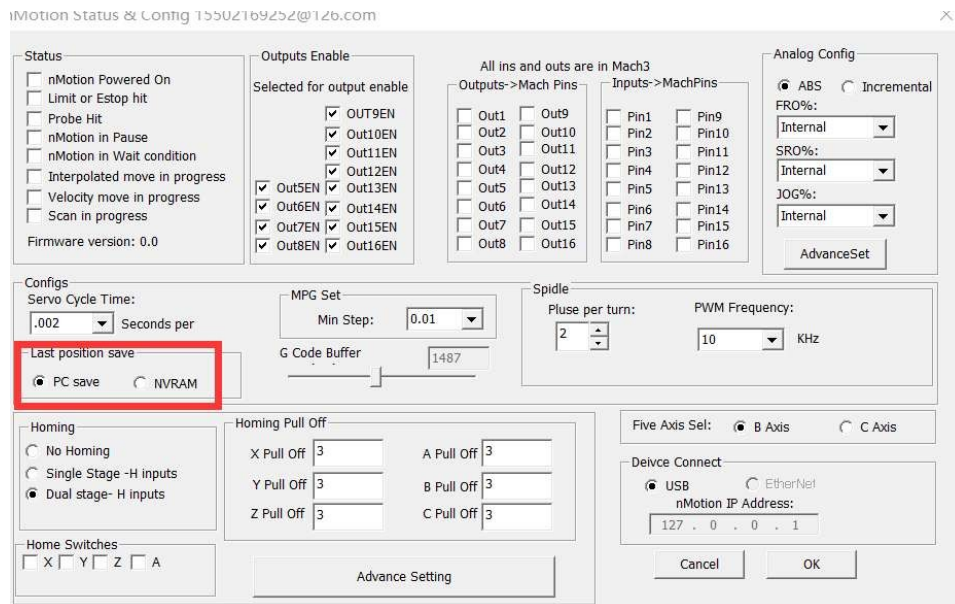 nMotion Status & Config 15502169252@126.com
Status
nMotion Powered On
Limit or Estop hit
Probe Hit
nMotion in Pause
nMotion in Wait condition
Interpolated move in progress
Velocity move in progress
Scan in progress
Firmware version: 0.0
Outputs Enable
Selected for output enable
OUT9EN
Out10EN
Out11EN
Out12EN
Out5EN Out13EN
Out6EN Out14EN
Out7EN Out15EN
Out8EN Out16EN
All ins and outs are in Mach3
Outputs->Mach Pins
Out1 Out9
Out2 Out10
Out3 Out11
Out4 Out12
Out5 Out13
Out6 Out14
Out7 Out15
Out8 Out16
Inputs->MachPins
Pin1 Pin9
Pin2 Pin10
Pin3 Pin11
Pin4 Pin12
Pin5 Pin13
Pin6 Pin14
Pin7 Pin15
Pin8 Pin16
Analog Config
ABS Incremental
FRO%:
Internal
SRO%:
Internal
JOG%:
Internal
AdvanceSet
Configs
Servo Cycle Time:
.002 Seconds per
Last position save
PC save NVRAM
MPG Set
Min Step: 0.01
G Code Buffer
1487
Spidle
Pluse per turn:
2
PWM Frequency:
10 KHz
Homing
No Homing
Single Stage -H inputs
Dual stage- H inputs
Homing Pull Off
X Pull Off 3 A Pull Off 3
Y Pull Off 3 B Pull Off 3
Z Pull Off 3 C Pull Off 3
Five Axis Sel: B Axis C Axis
Deivce Connect
USB EtherNet
nMotion IP Address:
127 . 0 . 0 . 1
Home Switches
X Y Z A
Advance Setting
Cancel OK